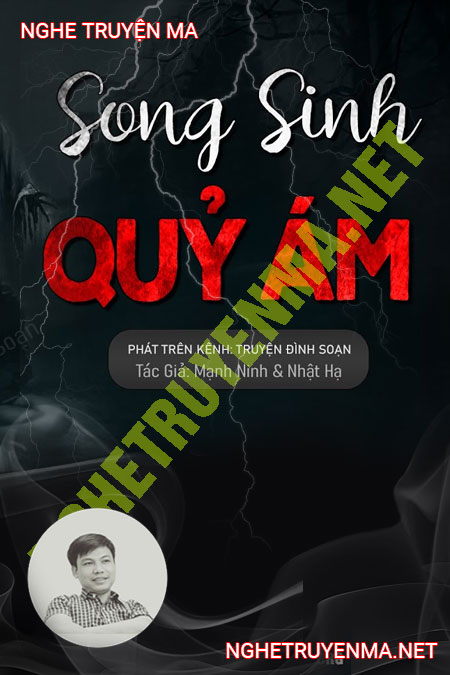 NGHE TRUYỆN MA
Song Sinh
QUỶ ÁM
PHÁT TRÊN KÊNH: TRUYỆN ĐÌNH SOẠN
Tác Giả: Mạnh Ninh & Nhật Hạ
NGHETRUYENMA.NET
NGHETRUYENMA.NET